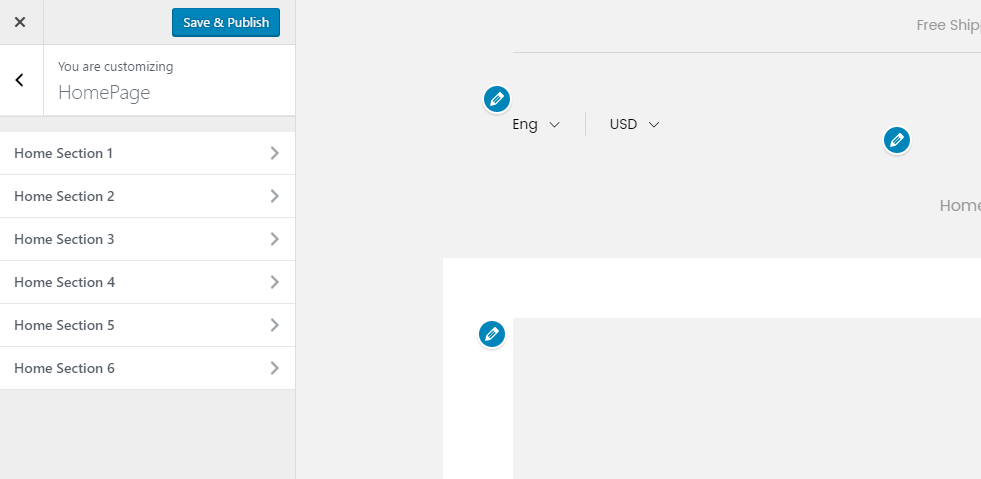 Save & Publish
You are customizing
HomePage
Home Section 1
Home Section 2
Home Section 3
Home Section 4
Home Section 5
Home Section 6
Free Ship
Eng
USD
Home